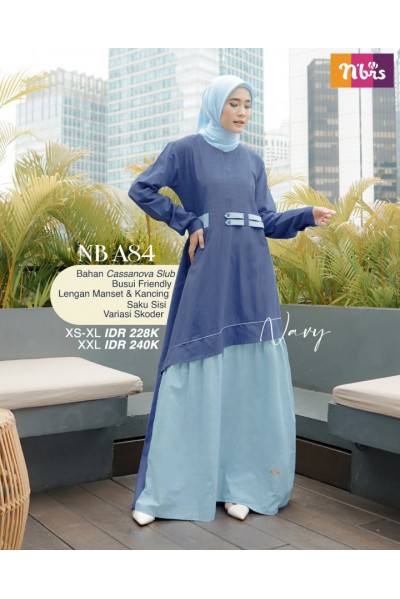 N'brs
NB A84
Bahan Cassanova Slub
Busui Friendly
Lengan Manset & Kancing
Saku Sisi
Variasi Skoder
XS-XL IDR 228K
XXL IDR 240K
Navy